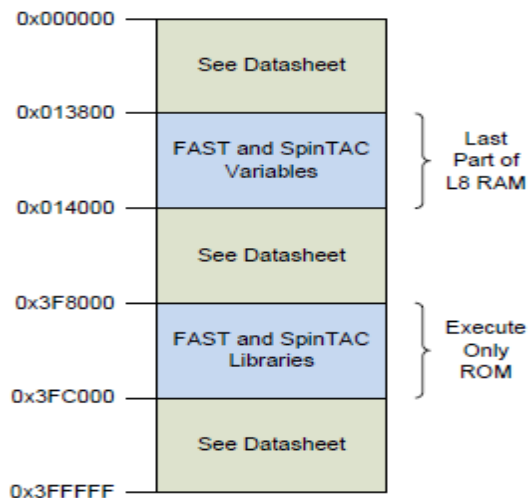 0x000000
See Datasheet
0x013800
FAST and SpinTAC
Variables
Last
Part of
L8 RAM
0x014000
See Datasheet
0x3F8000
FAST and SpinTAC
Libraries
Execute
Only
ROM
0x3FC000
See Datasheet
0x3FFFFF